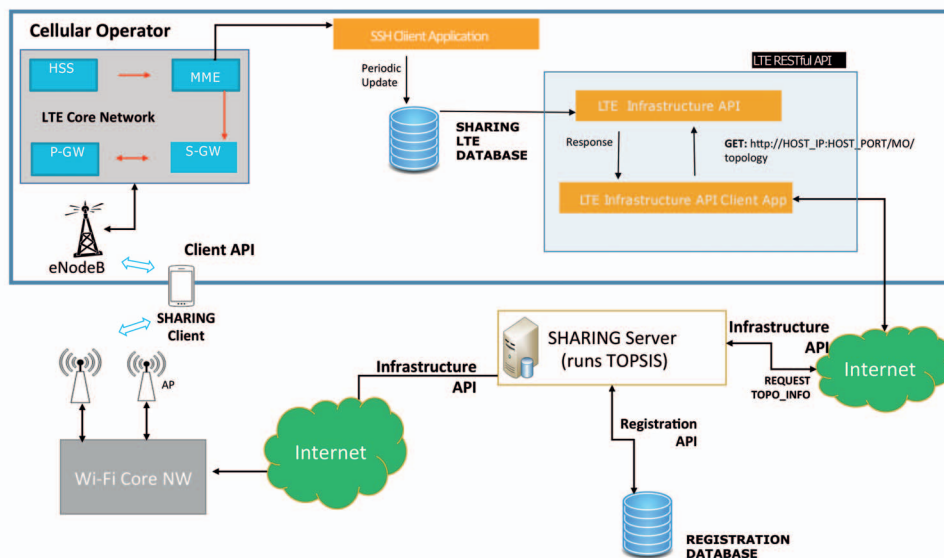 Cellular Operator
HSS
MME
LTE Core Network
P-GW
S-GW
eNodeB
SSH Client Application
Periodic
Update
SHARING
LTE
DATABASE
LTE RESTful API
LTE Infrastructure API
Response
GET: http://HOST_IP:HOST_PORT/MO/
topology
LTE Infrastructure API Client App
Client API
SHARING
Client
AP
Wi-Fi Core NW
Internet
Infrastructure
API
SHARING Server
(runs TOPSIS)
Infrastructure
API
REQUEST
TOPO_INFO
Internet
Registration
API
REGISTRATION
DATABASE